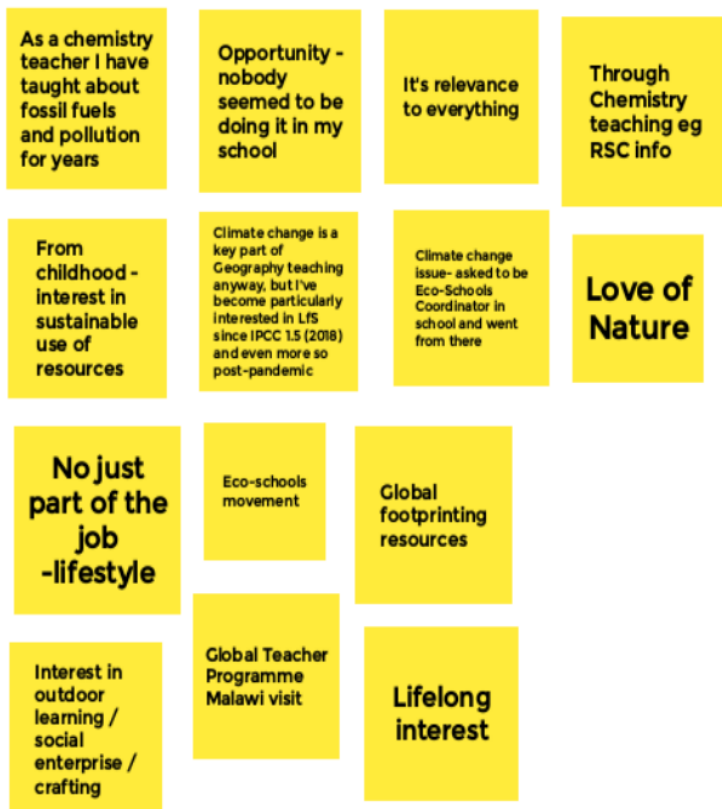 As a chemistry
teacher I have
taught about
fossil fuels
and pollution
for years
Opportunity -
nobody
seemed to be
doing it in my
school
It's relevance
to everything
Through
Chemistry
teaching eg
RSC info
From
childhood -
interest in
sustainable
use of
resources
Climate change is a
key part of
Geography teaching
anyway, but I've
become particularly
interested in LfS
since IPCC 1.5 (2018)
and even more so
post-pandemic
Climate change
issue- asked to be
Eco-Schools
Coordinator in
school and went
from there
Love of
Nature
No just
part of the
job
-lifestyle
Eco-schools
movement
Global
footprinting
resources
Interest in
outdoor
learning /
social
enterprise /
crafting
Global Teacher
Programme
Malawi visit
Lifelong
interest